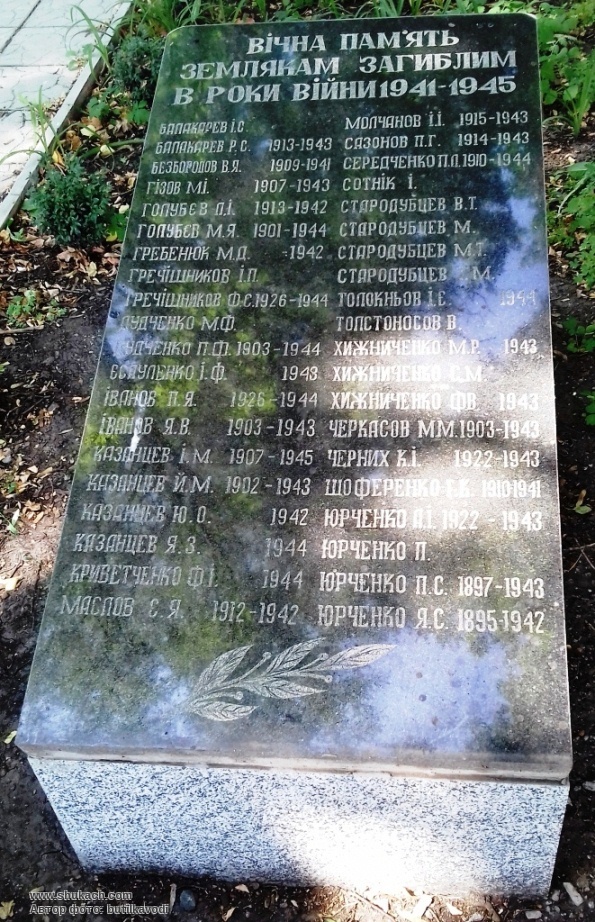 ВІЧНА ПАМ'ЯТЬ
ЗЕМЛЯКАМ ЗАГИБЛИМ
В РОКИ ВІЙНИ 1941-1945
БАЛАКАРЕВ І.С.
БАЛАКАРЕВ Р.С. 1913-1943
БЕЗБОРОДОВ В.Я. 1909-1941
ГІЗОВ М.І. 1907-1943
ГОЛУБЄВ П.І. 1913-1942
ГОЛУБЄВ М.Я. 1901-1944
ГРЕБЕНЮК М.Д. -1942
ГРЕЧІШНИКОВ І.П.
ГРЕЧІШНИКОВ Ф.С. 1926-1944
ДУДЧЕНКО М.Ф.
ДУДЧЕНКО П.Ф. 1903-1944
І.Ф. 1943
ІВАНОВ П.Я. 1926-1944
ІВАНОВ Я.В. 1903-1943
КАЗАНЦЕВ І.М. 1907-1945
КАЗАНЦЕВ Й.М. 1902-1943
КАЗАНЦЕВ Ю.О. 1942
КАЗАНЦЕВ Я.З. 1944
КРИВЕТЧЕНКО Ф.І. 1944
МАСЛОВ Є.Я. 1912-1942
МОЛЧАНОВ І.І. 1915-1943
САЗОНОВ П.Г. 1914-1943
СЕРЕДЧЕНКО П.П. 1910-1944
СОТНІК І.
СТАРОДУБЦЕВ В.Т.
СТАРОДУБЦЕВ М.
СТАРОДУБЦЕВ М.Т.
СТАРОДУБЦЕВ М.
ТОЛОКНЬОВ І.Є. 1944
ТОЛСТОНОСОВ В.
ХИЖНИЧЕНКО М.Р. 1943
ХИЖНИЧЕНКО С.М.
ХИЖНИЧЕНКО Ф.В. 1943
ЧЕРКАСОВ М.М. 1903-1943
ЧЕРНИХ К.І. 1922-1943
ШОФЕРЕНКО 1910-1941
ЮРЧЕНКО П.І. 1922-1943
ЮРЧЕНКО П.
ЮРЧЕНКО П.С. 1897-1943
ЮРЧЕНКО Я.С. 1895-1942
www.shukach.com
Автор фото: butfikavodi